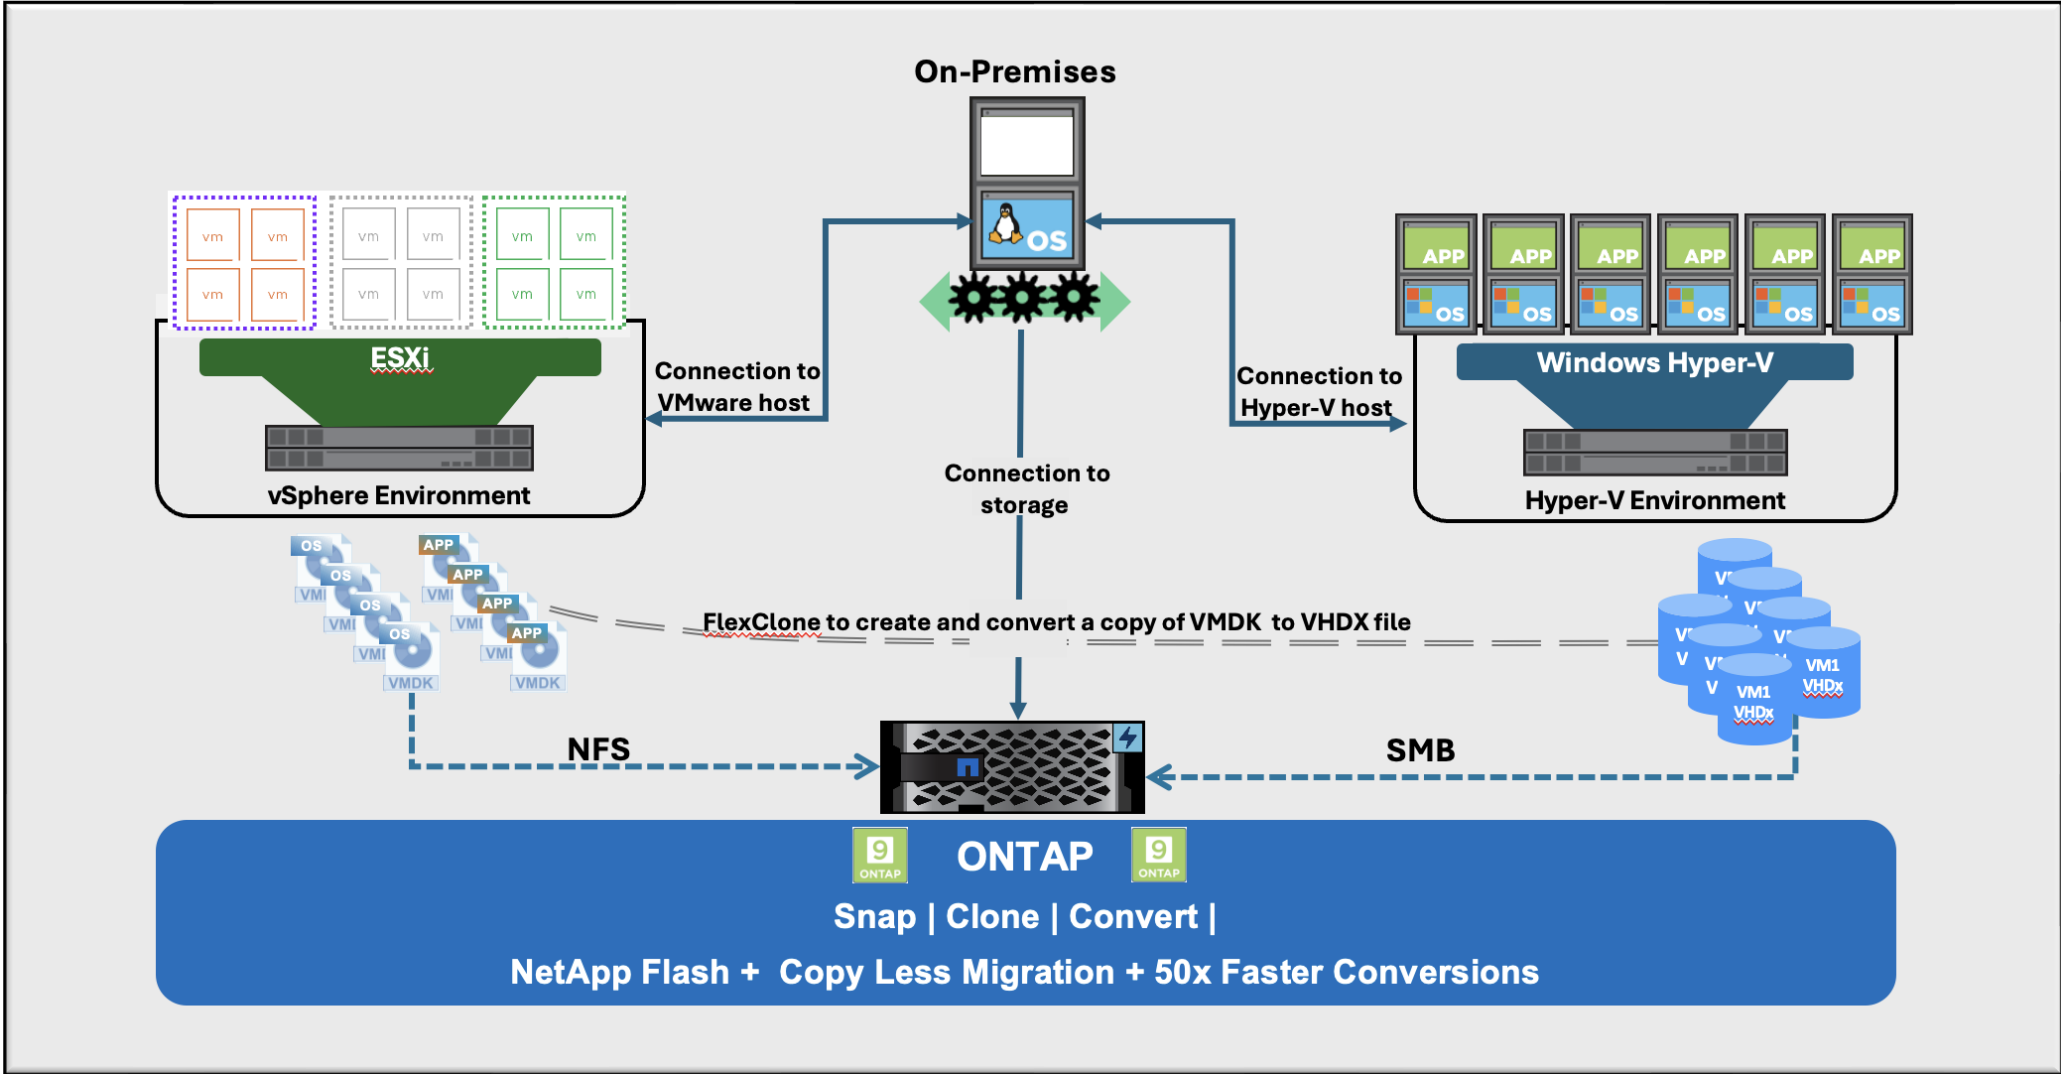 On-Premises
OS
vm vm vm vm vm vm
vm vm vm vm vm vm
ESXi
vSphere Environment
Connection to
VMware host
Connection to
Hyper-V host
APP APP APP APP APP APP
OS OS OS OS OS OS
Windows Hyper-V
Hyper-V Environment
Connection to
storage
OS
OS
VMD
OS
VMD
OS
VMDK
APP
APP
VM
APP
VM
APP
VMDK
FlexClone to create and convert a copy of VMDK to VHDX file
VM1
VHDx
VM1
VHDx
NFS
SMB
9
ONTAP
ONTAP
9
ONTAP
Snap | Clone | Convert |
NetApp Flash + Copy Less Migration + 50x Faster Conversions